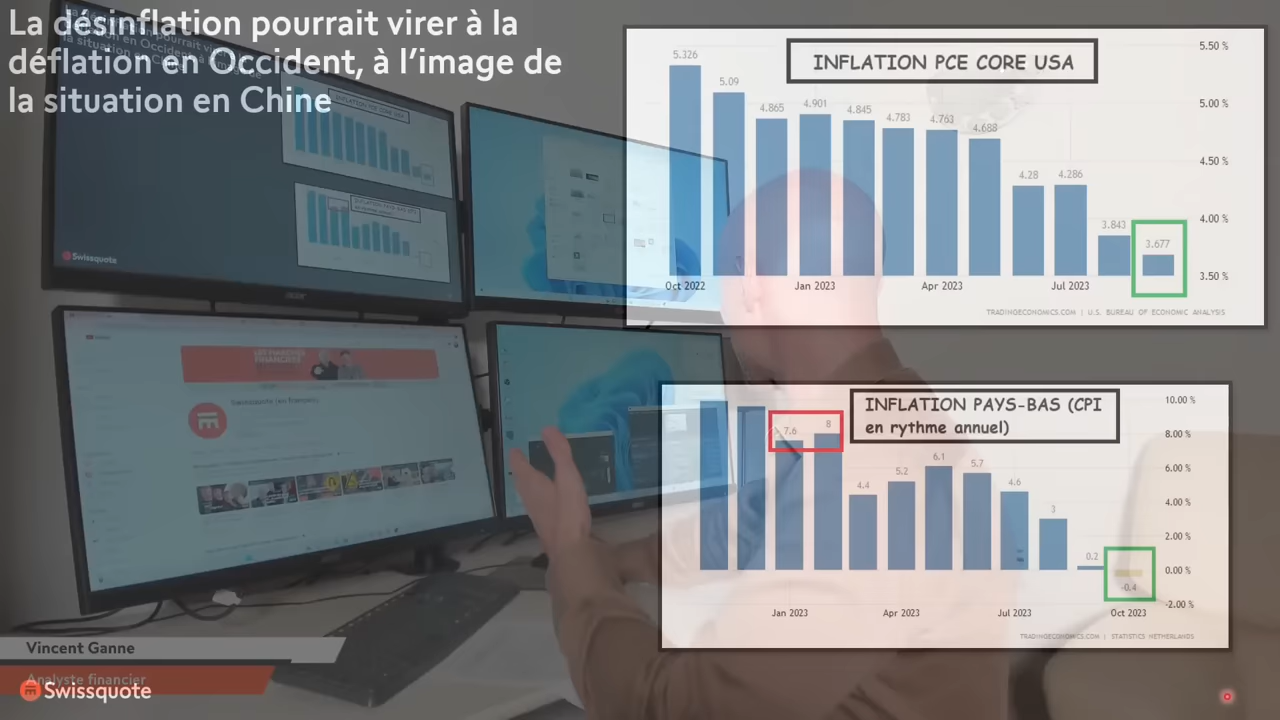 La désinflation pourrait virer à la
déflation en Occident, à l’image de
la situation en Chine
INFLATION PCE CORE USA
5.326
5.09
4.865
4.901
4.845
4.783
4.763
4.688
4.28
4.286
3.843
3.677
5.50 %
5.00 %
4.50 %
4.00 %
3.50 %
Oct 2022
Jan 2023
Apr 2023
Jul 2023
TRADINGECONOMICS.COM | U.S. BUREAU OF ECONOMIC ANALYSIS
INFLATION PAYS-BAS (CPI
en rythme annuel)
7.6
8
4.4
5.2
6.1
5.7
4.6
3
0.2
-0.4
10.00 %
8.00 %
6.00 %
4.00 %
2.00 %
0.00 %
-2.00 %
Jan 2023
Apr 2023
Jul 2023
Oct 2023
TRADINGECONOMICS.COM | STATISTICS NETHERLANDS
Swissquote
acer
Swissquote (en français)
Vincent Ganne
Analyste financier
Swissquote